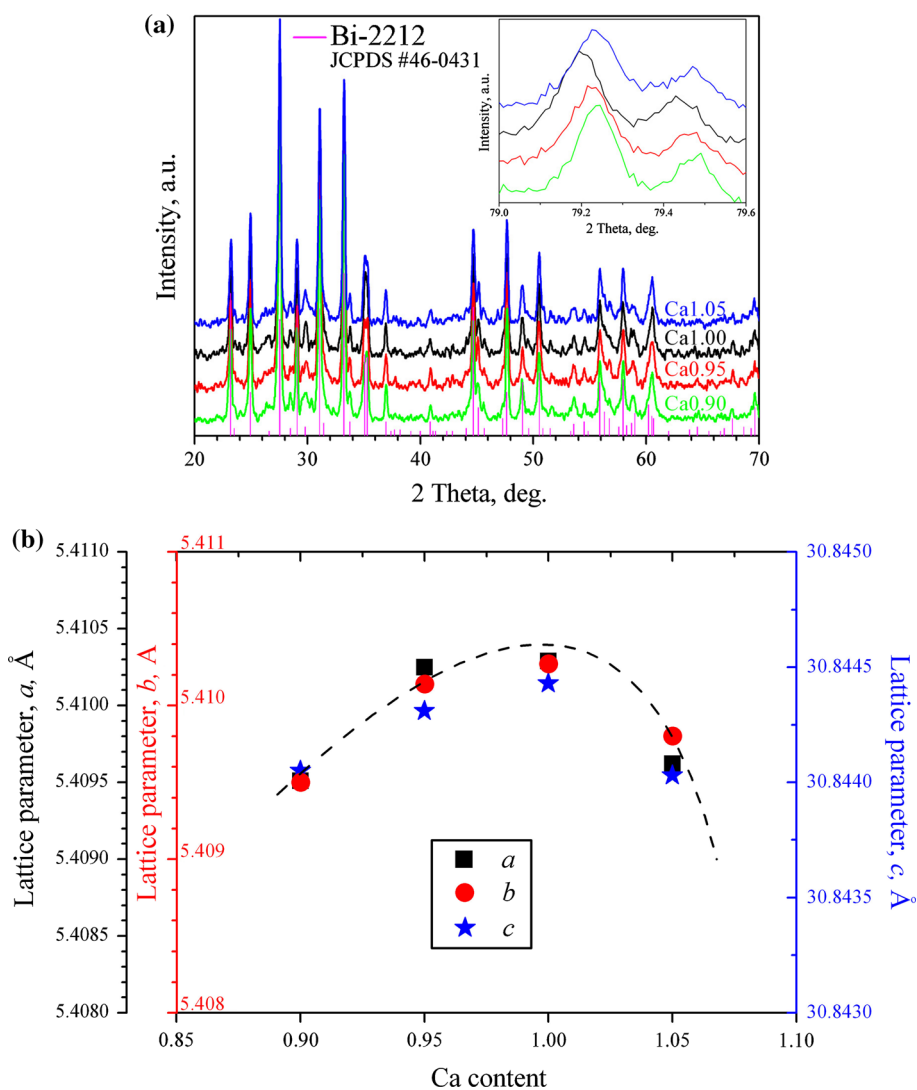 (a)
Bi-2212
JCPDS #46-0431
Intensity, a.u.
79.0 79.2 79.4 79.6
2 Theta, deg.
Intensity, a.u.
Ca1.05
Ca1.00
Ca0.95
Ca0.90
20 30 40 50 60 70
2 Theta, deg.
(b)
Lattice parameter, a, Å
5.4110
5.4105
5.4100
5.4095
5.4090
5.4085
5.4080
Lattice parameter, b, A
5.411
5.410
5.409
5.408
30.8450
30.8445
30.8440
30.8435
30.8430
Lattice parameter, c, Å
a
b
c
0.85 0.90 0.95 1.00 1.05 1.10
Ca content